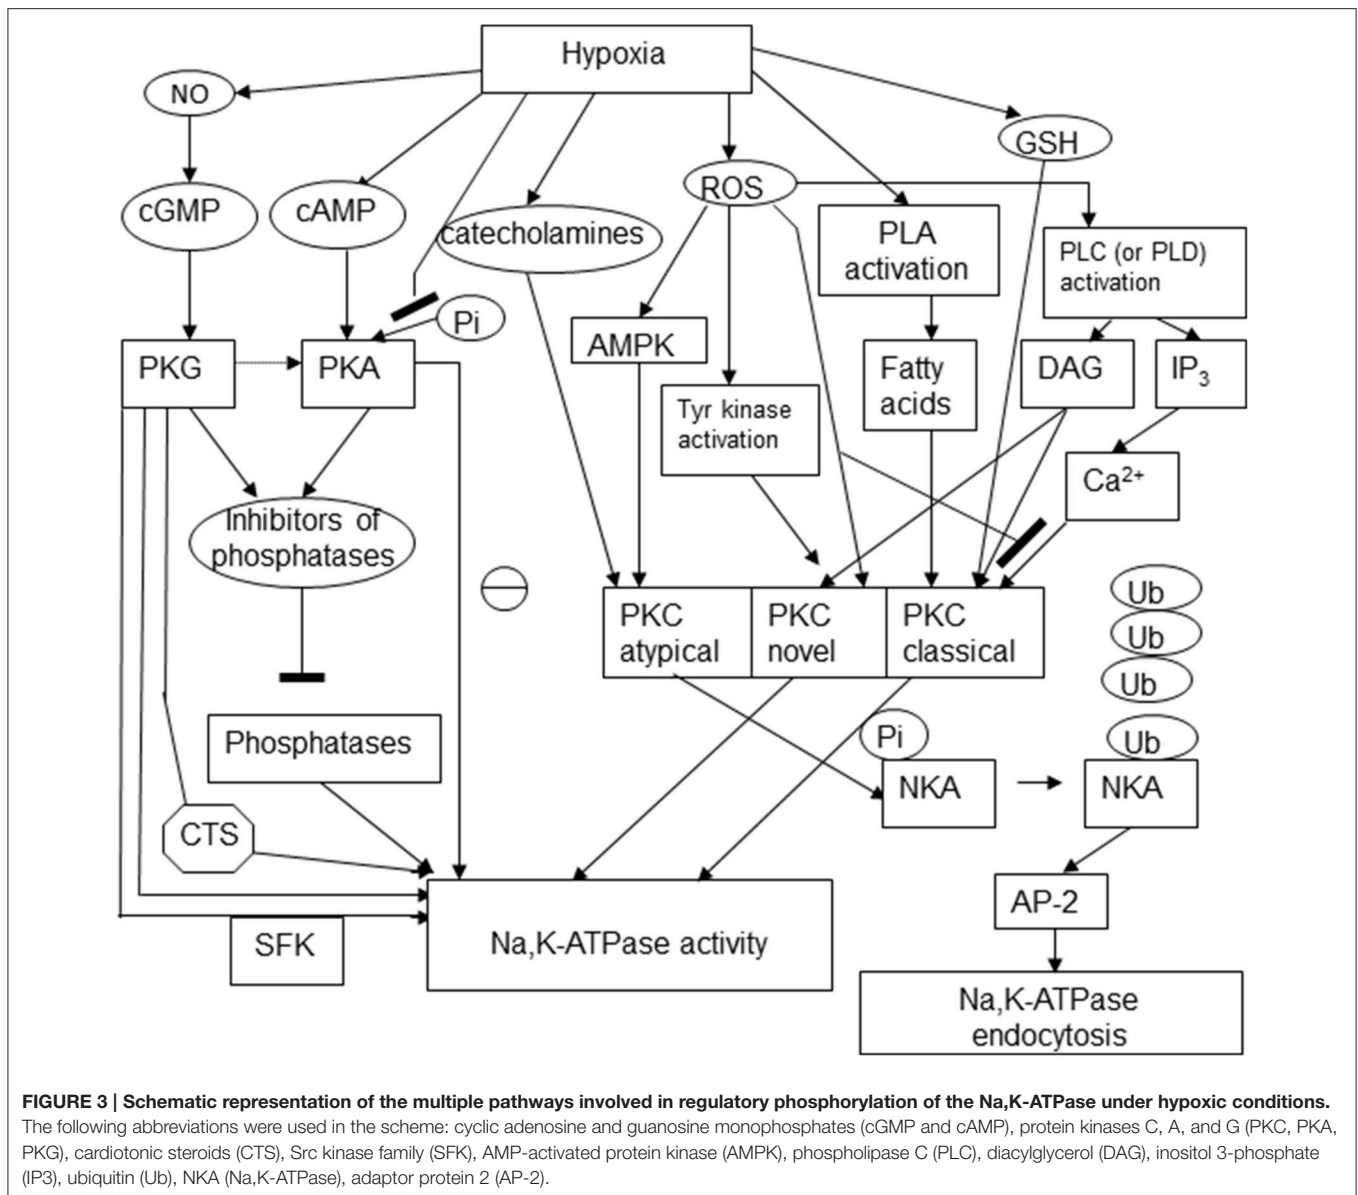 Hypoxia
NO
GSH
ROS
cGMP
cAMP
catecholamines
PLA
activation
PLC (or PLD)
activation
Pi
AMPK
PKG
PKA
Fatty
acids
DAG
IP3
Tyr kinase
activation
Ca2+
Inhibitors of
phosphatases
PKC
atypical
PKC
novel
PKC
classical
Ub
Ub
Ub
Ub
Phosphatases
Pi
NKA
NKA
CTS
AP-2
SFK
Na,K-ATPase activity
Na,K-ATPase
endocytosis
FIGURE 3 | Schematic representation of the multiple pathways involved in regulatory phosphorylation of the Na,K-ATPase under hypoxic conditions.
The following abbreviations were used in the scheme: cyclic adenosine and guanosine monophosphates (cGMP and cAMP), protein kinases C, A, and G (PKC, PKA,
PKG), cardiotonic steroids (CTS), Src kinase family (SFK), AMP-activated protein kinase (AMPK), phospholipase C (PLC), diacylglycerol (DAG), inositol 3-phosphate
(IP3), ubiquitin (Ub), NKA (Na,K-ATPase), adaptor protein 2 (AP-2).